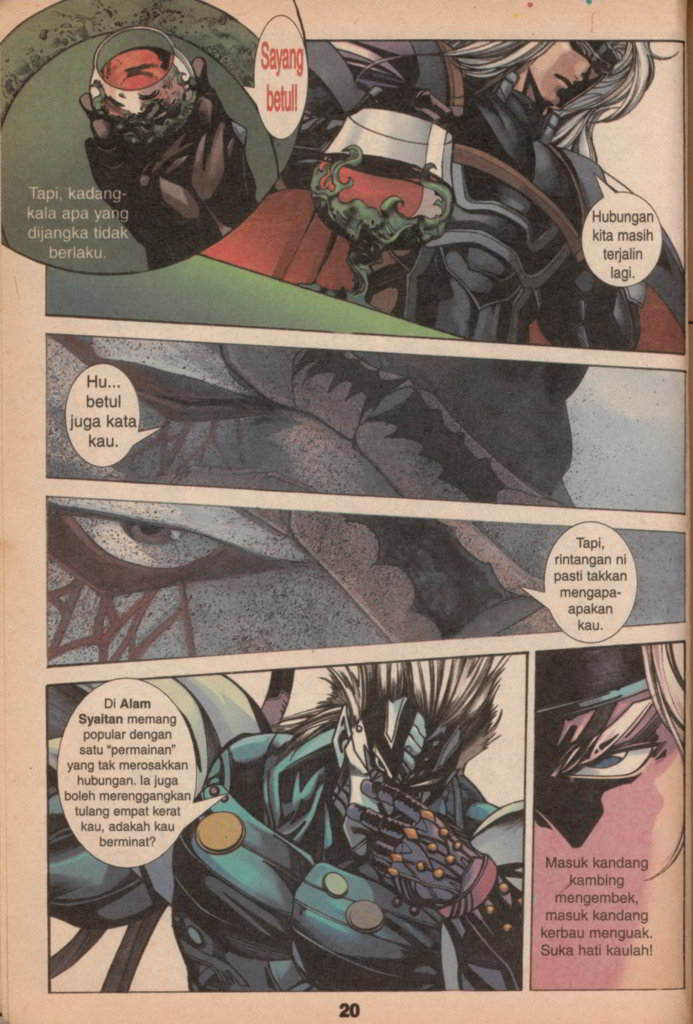 Sayang
betul!
Tapi, kadang-
kala apa yang
dijangka tidak
berlaku.
Hubungan
kita masih
terjalin
lagi.
Hu...
betul
juga kata
kau.
Tapi,
rintangan ni
pasti takkan
mengapa-
apakan
kau.
Di Alam
Syaitan memang
popular dengan
satu "permainan"
yang tak merosakkan
hubungan. Ia juga
boleh merenggangkan
tulang empat kerat
kau, adakah kau
berminat?
Masuk kandang
kambing
mengembek,
masuk kandang
kerbau menguak.
Suka hati kaulah!
20